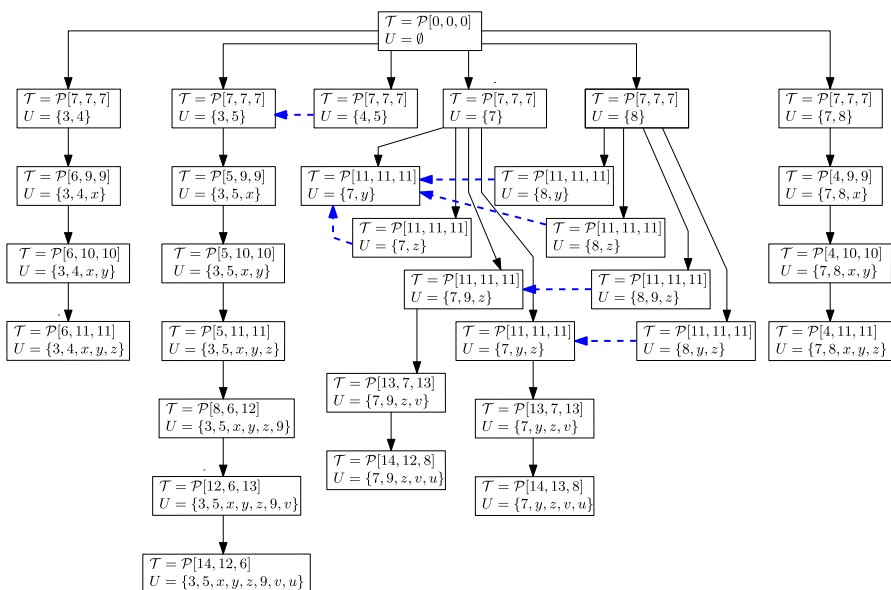 𝒯 = 𝒫[0, 0, 0]
U = ∅
𝒯 = 𝒫[7, 7, 7]
U = {3, 4}
𝒯 = 𝒫[7, 7, 7]
U = {3, 5}
𝒯 = 𝒫[7, 7, 7]
U = {4, 5}
𝒯 = 𝒫[7, 7, 7]
U = {7}
𝒯 = 𝒫[7, 7, 7]
U = {8}
𝒯 = 𝒫[7, 7, 7]
U = {7, 8}
𝒯 = 𝒫[6, 9, 9]
U = {3, 4, x}
𝒯 = 𝒫[5, 9, 9]
U = {3, 5, x}
𝒯 = 𝒫[11, 11, 11]
U = {7, y}
𝒯 = 𝒫[11, 11, 11]
U = {8, y}
𝒯 = 𝒫[4, 9, 9]
U = {7, 8, x}
𝒯 = 𝒫[11, 11, 11]
U = {7, z}
𝒯 = 𝒫[11, 11, 11]
U = {8, z}
𝒯 = 𝒫[6, 10, 10]
U = {3, 4, x, y}
𝒯 = 𝒫[5, 10, 10]
U = {3, 5, x, y}
𝒯 = 𝒫[4, 10, 10]
U = {7, 8, x, y}
𝒯 = 𝒫[11, 11, 11]
U = {7, 9, z}
𝒯 = 𝒫[11, 11, 11]
U = {8, 9, z}
𝒯 = 𝒫[6, 11, 11]
U = {3, 4, x, y, z}
𝒯 = 𝒫[5, 11, 11]
U = {3, 5, x, y, z}
𝒯 = 𝒫[11, 11, 11]
U = {7, y, z}
𝒯 = 𝒫[11, 11, 11]
U = {8, y, z}
𝒯 = 𝒫[4, 11, 11]
U = {7, 8, x, y, z}
𝒯 = 𝒫[13, 7, 13]
U = {7, 9, z, v}
𝒯 = 𝒫[8, 6, 12]
U = {3, 5, x, y, z, 9}
𝒯 = 𝒫[13, 7, 13]
U = {7, y, z, v}
𝒯 = 𝒫[14, 12, 8]
U = {7, 9, z, v, u}
𝒯 = 𝒫[12, 6, 13]
U = {3, 5, x, y, z, 9, v}
𝒯 = 𝒫[14, 13, 8]
U = {7, y, z, v, u}
𝒯 = 𝒫[14, 12, 6]
U = {3, 5, x, y, z, 9, v, u}